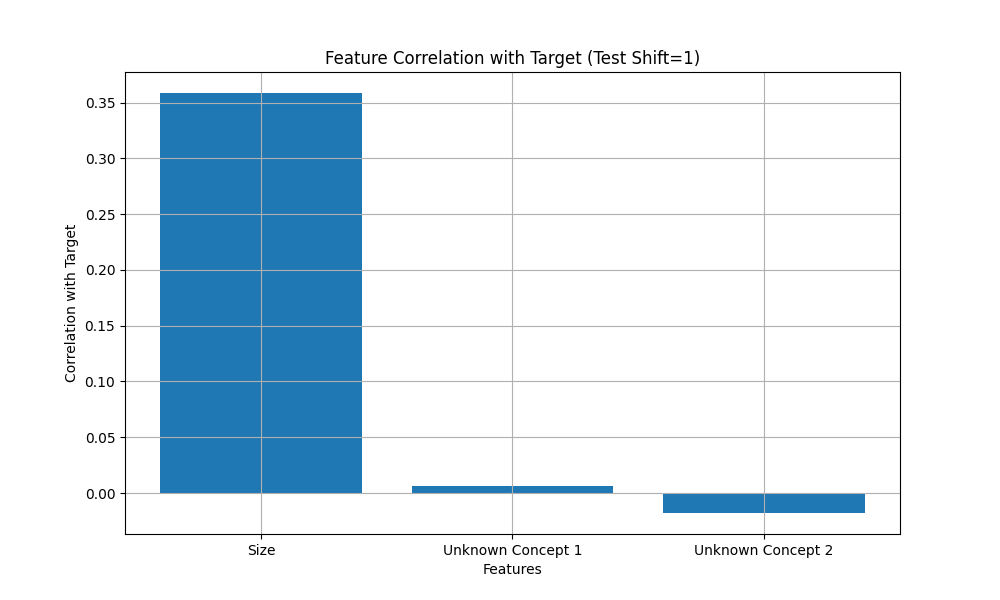 Feature Correlation with Target (Test Shift=1)
Correlation with Target
0.35
0.30
0.25
0.20
0.15
0.10
0.05
0.00
Size
Unknown Concept 1
Unknown Concept 2
Features